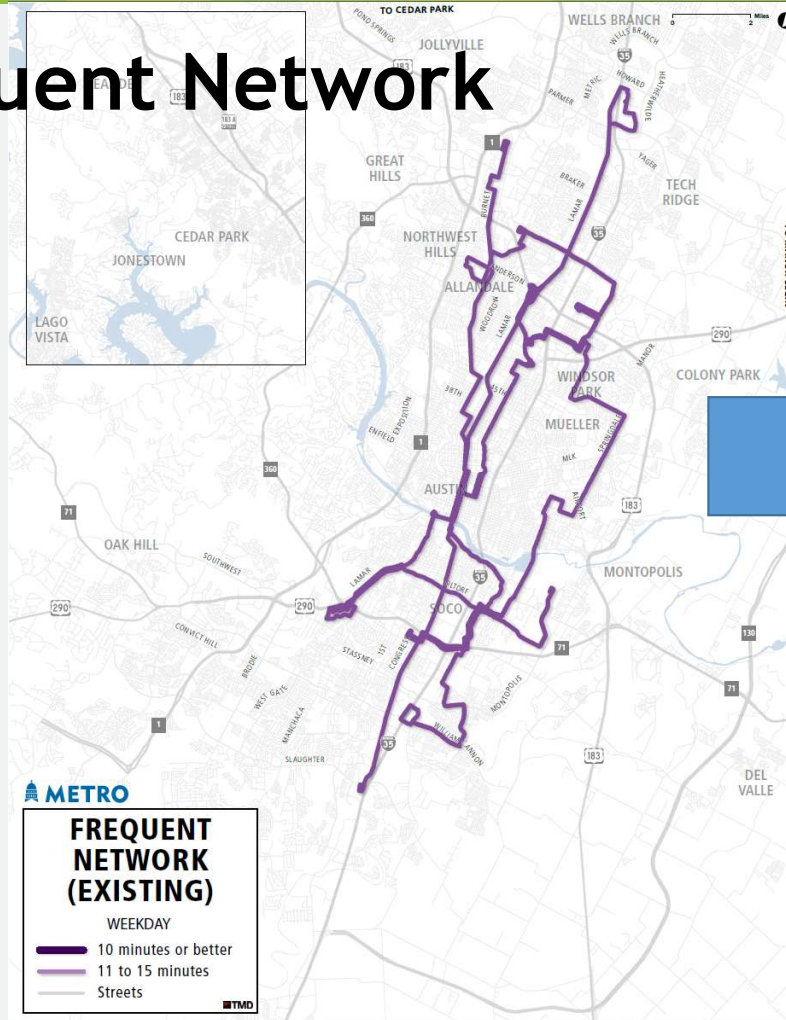 TO CEDAR PARK
uent Network
POND SPRINGS
JOLLYVILLE
183
WELLS BRANCH
WELLS BRANCH
0 2 Miles
35
HOWARD
HEATHERWILDE
METRIC
PARMER
183
183 A
1
GREAT
HILLS
BRAKER
YAGER
TECH
RIDGE
BURNET
LAMAR
360
35
CEDAR PARK
JONESTOWN
NORTHWEST
HILLS
ANDERSON
ALLANDALE
WOODROW
LAMAR
LAGO
VISTA
290
MANOR
COLONY PARK
WINDSOR
PARK
38TH
45TH
EXPOSITION
ENFIELD
1
MUELLER
SPRINGDALE
MLK
360
AUSTIN
AIRPORT
183
71
OAK HILL
SOUTHWEST
LAMAR
35
OLTORF
MONTOPOLIS
290
290
SOCO
CONVICT HILL
STASSNEY
1ST
CONGRESS
71
130
BRODIE
WEST GATE
MANCHACA
MONTOPOLIS
71
1
35
WILLIAM CANNON
SLAUGHTER
183
DEL
VALLE
METRO
FREQUENT
NETWORK
(EXISTING)
WEEKDAY
10 minutes or better
11 to 15 minutes
Streets
TMD